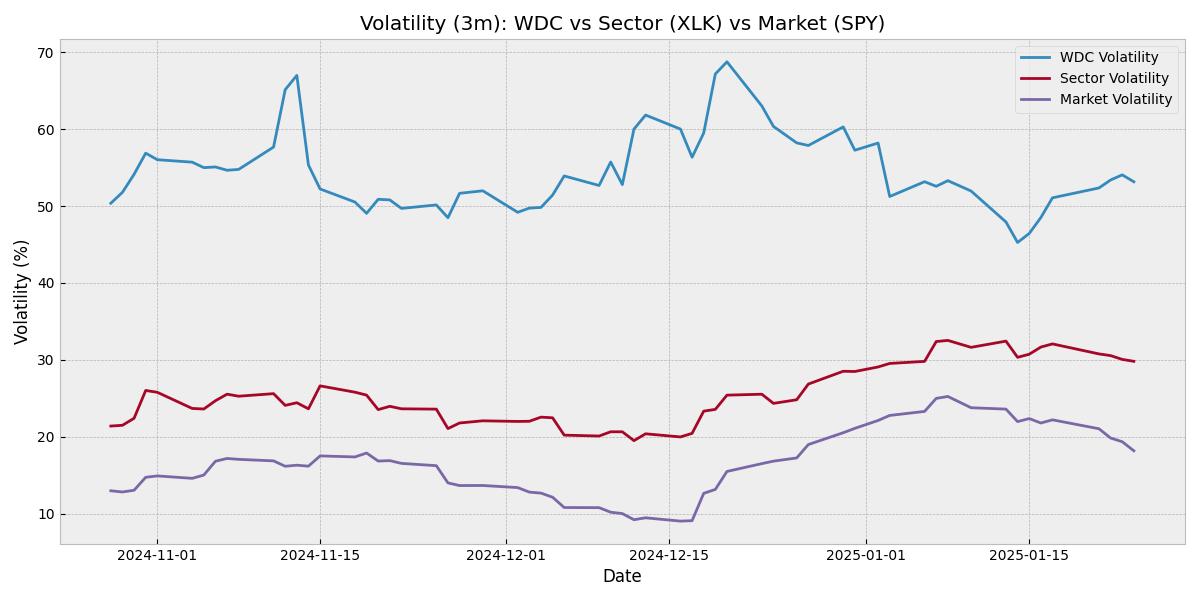 Volatility (3m): WDC vs Sector (XLK) vs Market (SPY)
WDC Volatility
Sector Volatility
Market Volatility
Volatility (%)
70
60
50
40
30
20
10
2024-11-01
2024-11-15
2024-12-01
2024-12-15
2025-01-01
2025-01-15
Date